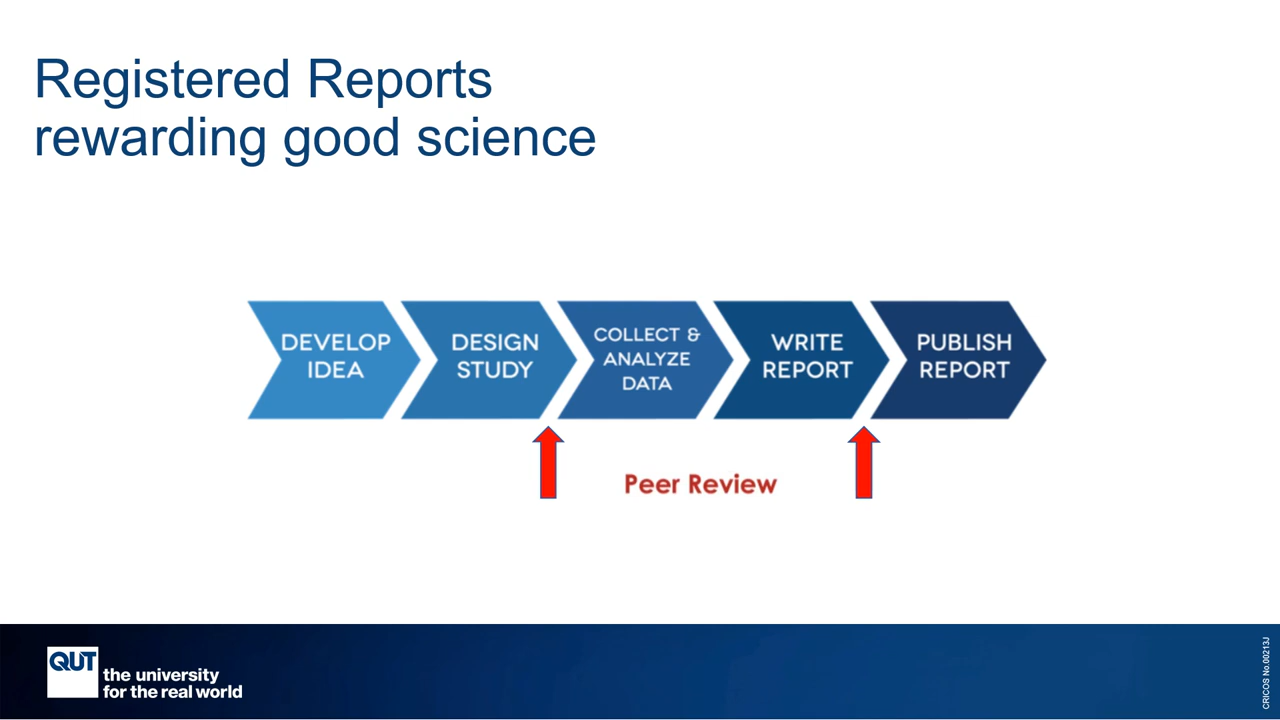 Registered Reports
rewarding good science
DEVELOP
IDEA
DESIGN
STUDY
COLLECT &
ANALYZE
DATA
WRITE
REPORT
PUBLISH
REPORT
Peer Review
QUT
the university
for the real world
CRICOS No.00213J